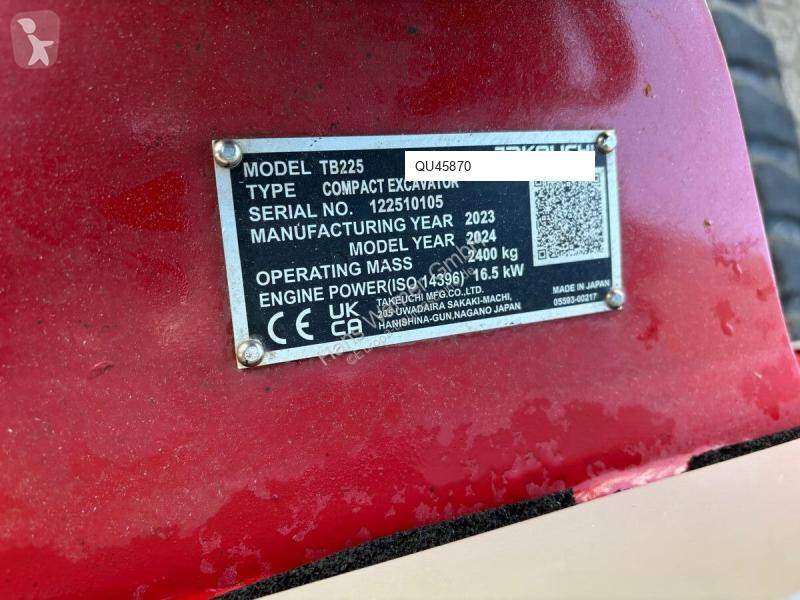 TAKEUCHI
QU45870
MODEL TB225
TYPE COMPACT EXCAVATOR
SERIAL NO. 122510105
MANUFACTURING YEAR 2023
MODEL YEAR 2024
OPERATING MASS 2400 kg
ENGINE POWER(ISO 14396) 16.5 kW
CE UK CA
TAKEUCHI MFG.CO.,LTD.
205 UWADAIRA SAKAKI-MACHI,
HANISHINA-GUN,NAGANO JAPAN
MADE IN JAPAN
05593-00217